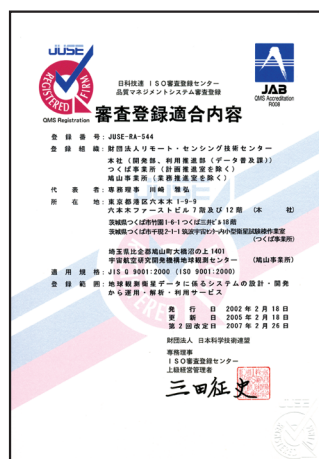 JUSE
REGISTERED FIRM
QMS Registration
日科技連 ISO審査登録センター
品質マネジメントシステム審査登録
JAB
QMS Accreditation
R008
審査登録適合内容
登録番号：JUSE-RA-544
登録組織：財団法人リモート・センシング技術センター
本社（開発部、利用推進部（データ普及課））
つくば事業所（計画推進室を除く）
鳩山事業所（業務推進室を除く）
代表者：専務理事 川﨑 雅弘
所在地：東京都港区六本木1-9-9
六本木ファーストビル7階及び12階（本社）
茨城県つくば市竹園1-6-1つくば三井ビル16階
茨城県つくば市千現2-1-1筑波宇宙センター内小型衛星試験操作室
（つくば事業所）
埼玉県比企郡鳩山町大橋沼の上1401
宇宙航空研究開発機構地球観測センター（鳩山事業所）
適用規格：JIS Q 9001:2000 (ISO 9001:2000)
登録範囲：地球観測衛星データに係るシステムの設計・開発
から運用・解析・利用サービス
発行日 2002年2月18日
更新日 2005年2月18日
第2回改定日 2007年2月26日
財団法人 日本科学技術連盟
専務理事
ISO審査登録センター
上級経営管理者
三田征史